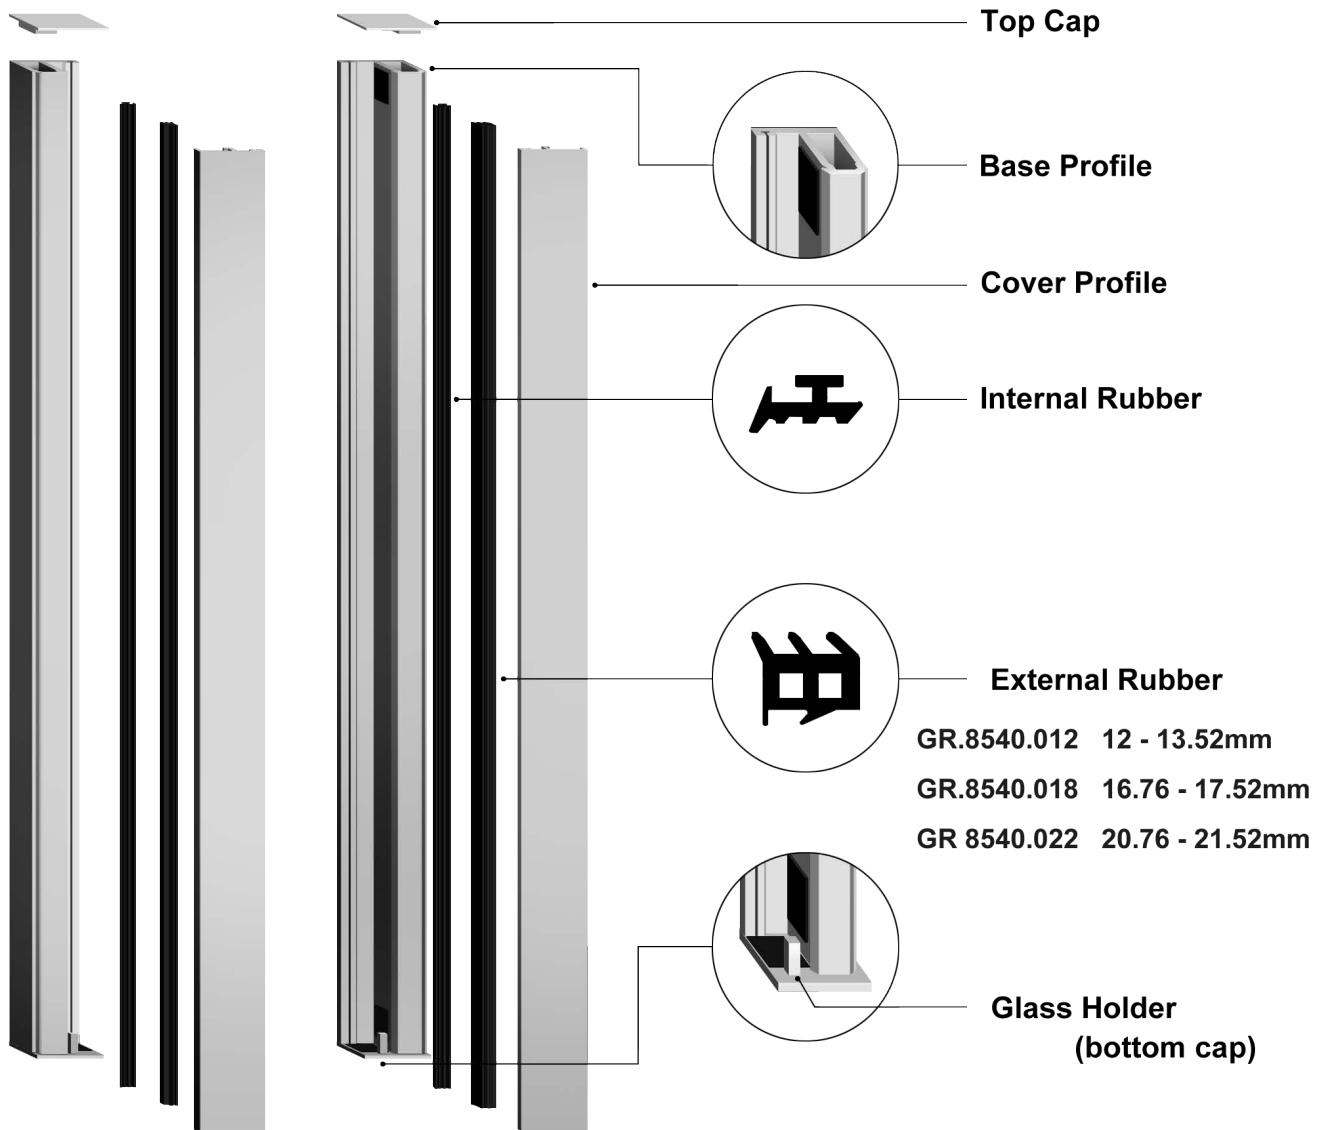 Top Cap
Base Profile
Cover Profile
Internal Rubber
External Rubber
GR.8540.012 12 - 13.52mm
GR.8540.018 16.76 - 17.52mm
GR 8540.022 20.76 - 21.52mm
Glass Holder
(bottom cap)